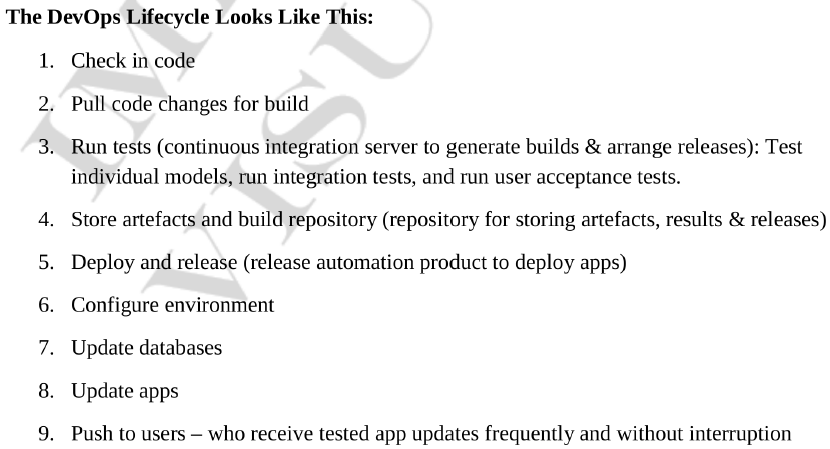 The DevOps Lifecycle Looks Like This:
1. Check in code
2. Pull code changes for build
3. Run tests (continuous integration server to generate builds & arrange releases): Test
individual models, run integration tests, and run user acceptance tests.
4. Store artefacts and build repository (repository for storing artefacts, results & releases)
5. Deploy and release (release automation product to deploy apps)
6. Configure environment
7. Update databases
8. Update apps
9. Push to users – who receive tested app updates frequently and without interruption